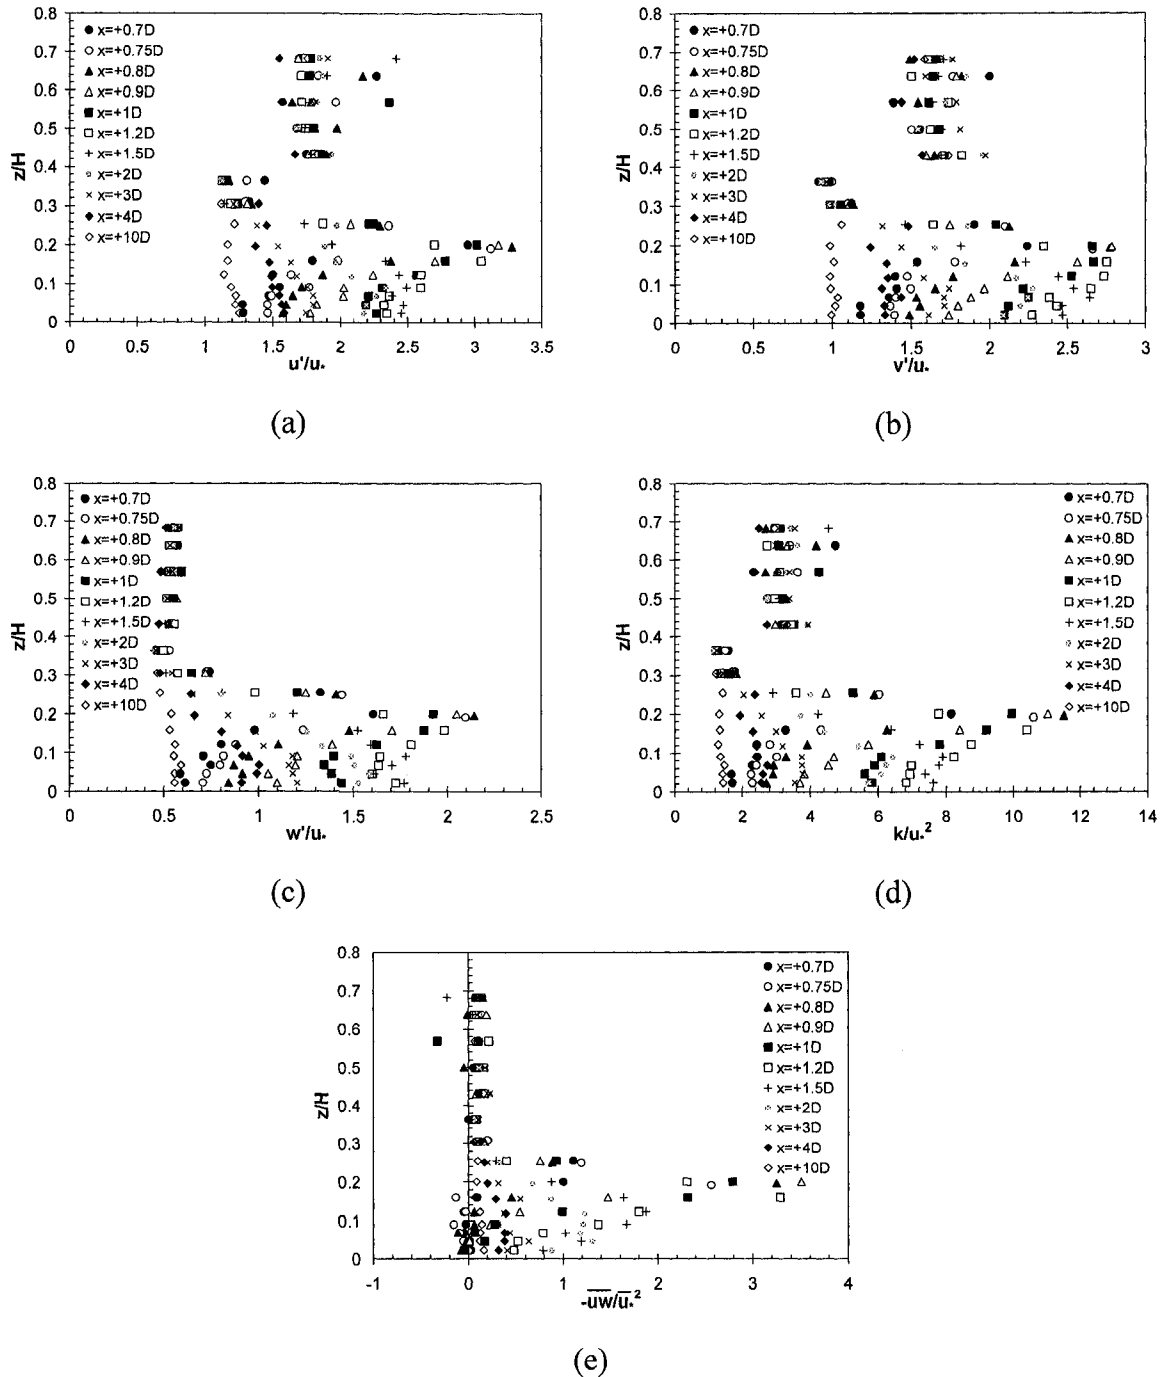 0.8
0.7
0.6
0.5
0.4
0.3
0.2
0.1
0
z/H
x=+0.7D
x=+0.75D
x=+0.8D
x=+0.9D
x=+1D
x=+1.2D
x=+1.5D
x=+2D
x=+3D
x=+4D
x=+10D
0 0.5 1 1.5 2 2.5 3 3.5
u'/u*
(a)
0.8
0.7
0.6
0.5
0.4
0.3
0.2
0.1
0
z/H
x=+0.7D
x=+0.75D
x=+0.8D
x=+0.9D
x=+1D
x=+1.2D
x=+1.5D
x=+2D
x=+3D
x=+4D
x=+10D
0 0.5 1 1.5 2 2.5 3
v'/u*
(b)
0.8
0.7
0.6
0.5
0.4
0.3
0.2
0.1
0
z/H
x=+0.7D
x=+0.75D
x=+0.8D
x=+0.9D
x=+1D
x=+1.2D
x=+1.5D
x=+2D
x=+3D
x=+4D
x=+10D
0 0.5 1 1.5 2 2.5
w'/u*
(c)
0.8
0.7
0.6
0.5
0.4
0.3
0.2
0.1
0
z/H
x=+0.7D
x=+0.75D
x=+0.8D
x=+0.9D
x=+1D
x=+1.2D
x=+1.5D
x=+2D
x=+3D
x=+4D
x=+10D
0 2 4 6 8 10 12 14
k/u*²
(d)
0.8
0.7
0.6
0.5
0.4
0.3
0.2
0.1
0
z/H
x=+0.7D
x=+0.75D
x=+0.8D
x=+0.9D
x=+1D
x=+1.2D
x=+1.5D
x=+2D
x=+3D
x=+4D
x=+10D
-1 0 1 2 3 4
-u̅w̅/u̅*²
(e)